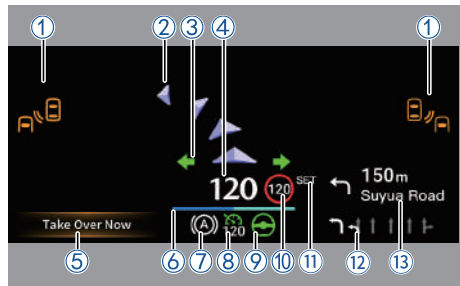 ① ② ③ ④ ①
120 120 SET 150m
Suyua Road
Take Over Now (A) 120
⑤ ⑥ ⑦ ⑧ ⑨ ⑩ ⑪ ⑫ ⑬